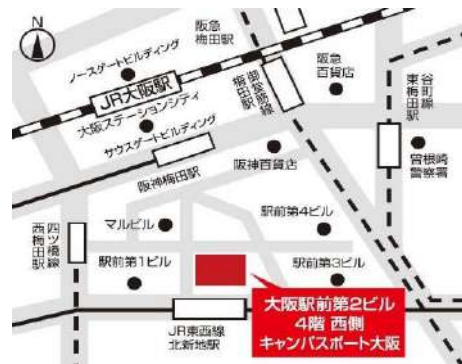 N
阪急
梅田駅
ノースゲートビルディング
JR大阪駅
大阪ステーションシティ
サウスゲートビルディング
御堂筋線
梅田駅
阪急
百貨店
谷町線
東梅田駅
阪神梅田駅
阪神百貨店
曽根崎
警察署
四ツ橋線
西梅田駅
マルビル
駅前第4ビル
駅前第1ビル
駅前第3ビル
大阪駅前第2ビル
4階 西側
キャンパスポート大阪
JR東西線
北新地駅